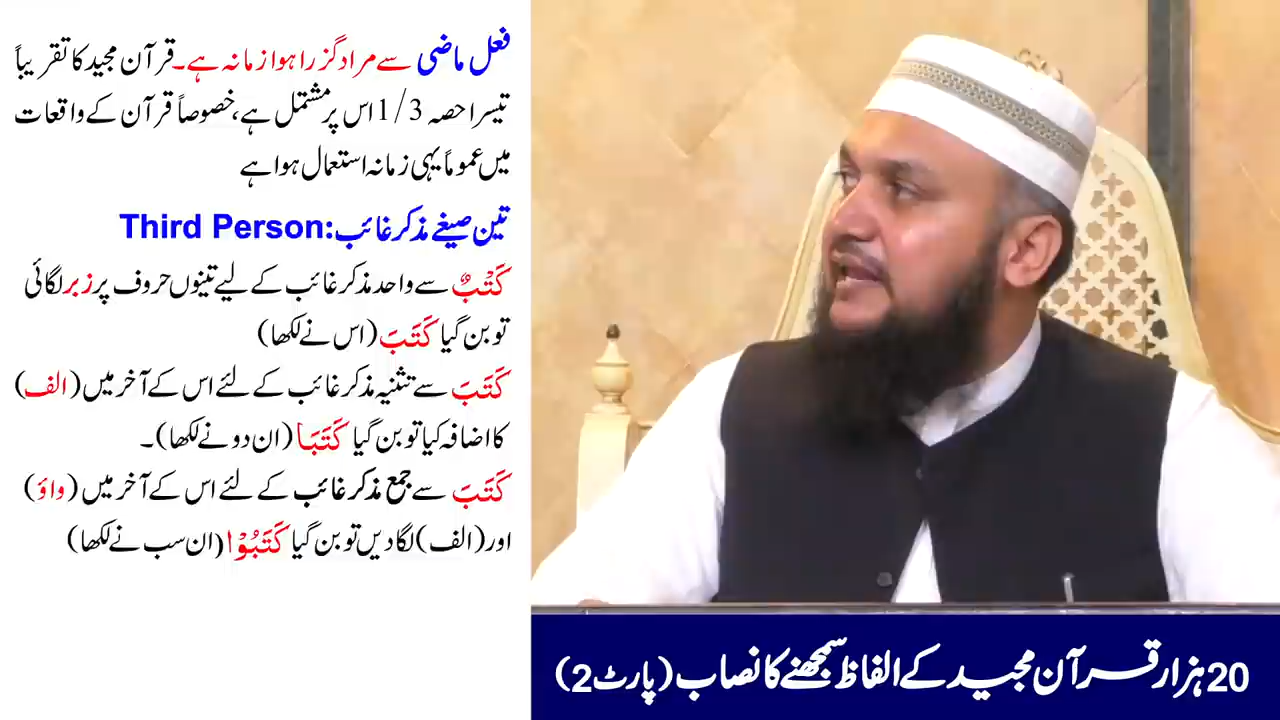 فعل ماضی سے مراد گزرا ہوا زمانہ ہے۔ قرآن مجید کا تقریباً
تیسرا حصہ 1/3 اس پر مشتمل ہے، خصوصاً قرآن کے واقعات
میں عموماً یہی زمانہ استعمال ہوا ہے
تین صیغے مذکر غائب: Third Person
كَتْبٌ سے واحد مذکر غائب کے لیے تینوں حروف پر زبر لگائی
تو بن گیا كَتَبَ (اس نے لکھا)
كَتَبَ سے تثنیہ مذکر غائب کے لئے اس کے آخر میں (الف)
کا اضافہ کیا تو بن گیا كَتَبَا (ان دو نے لکھا)۔
كَتَبَ سے جمع مذکر غائب کے لئے اس کے آخر میں (واؤ)
اور (الف) لگا دیں تو بن گیا كَتَبُوْا (ان سب نے لکھا)
20 ہزار قرآن مجید کے الفاظ سمجھنے کا نصاب (پارٹ 2)